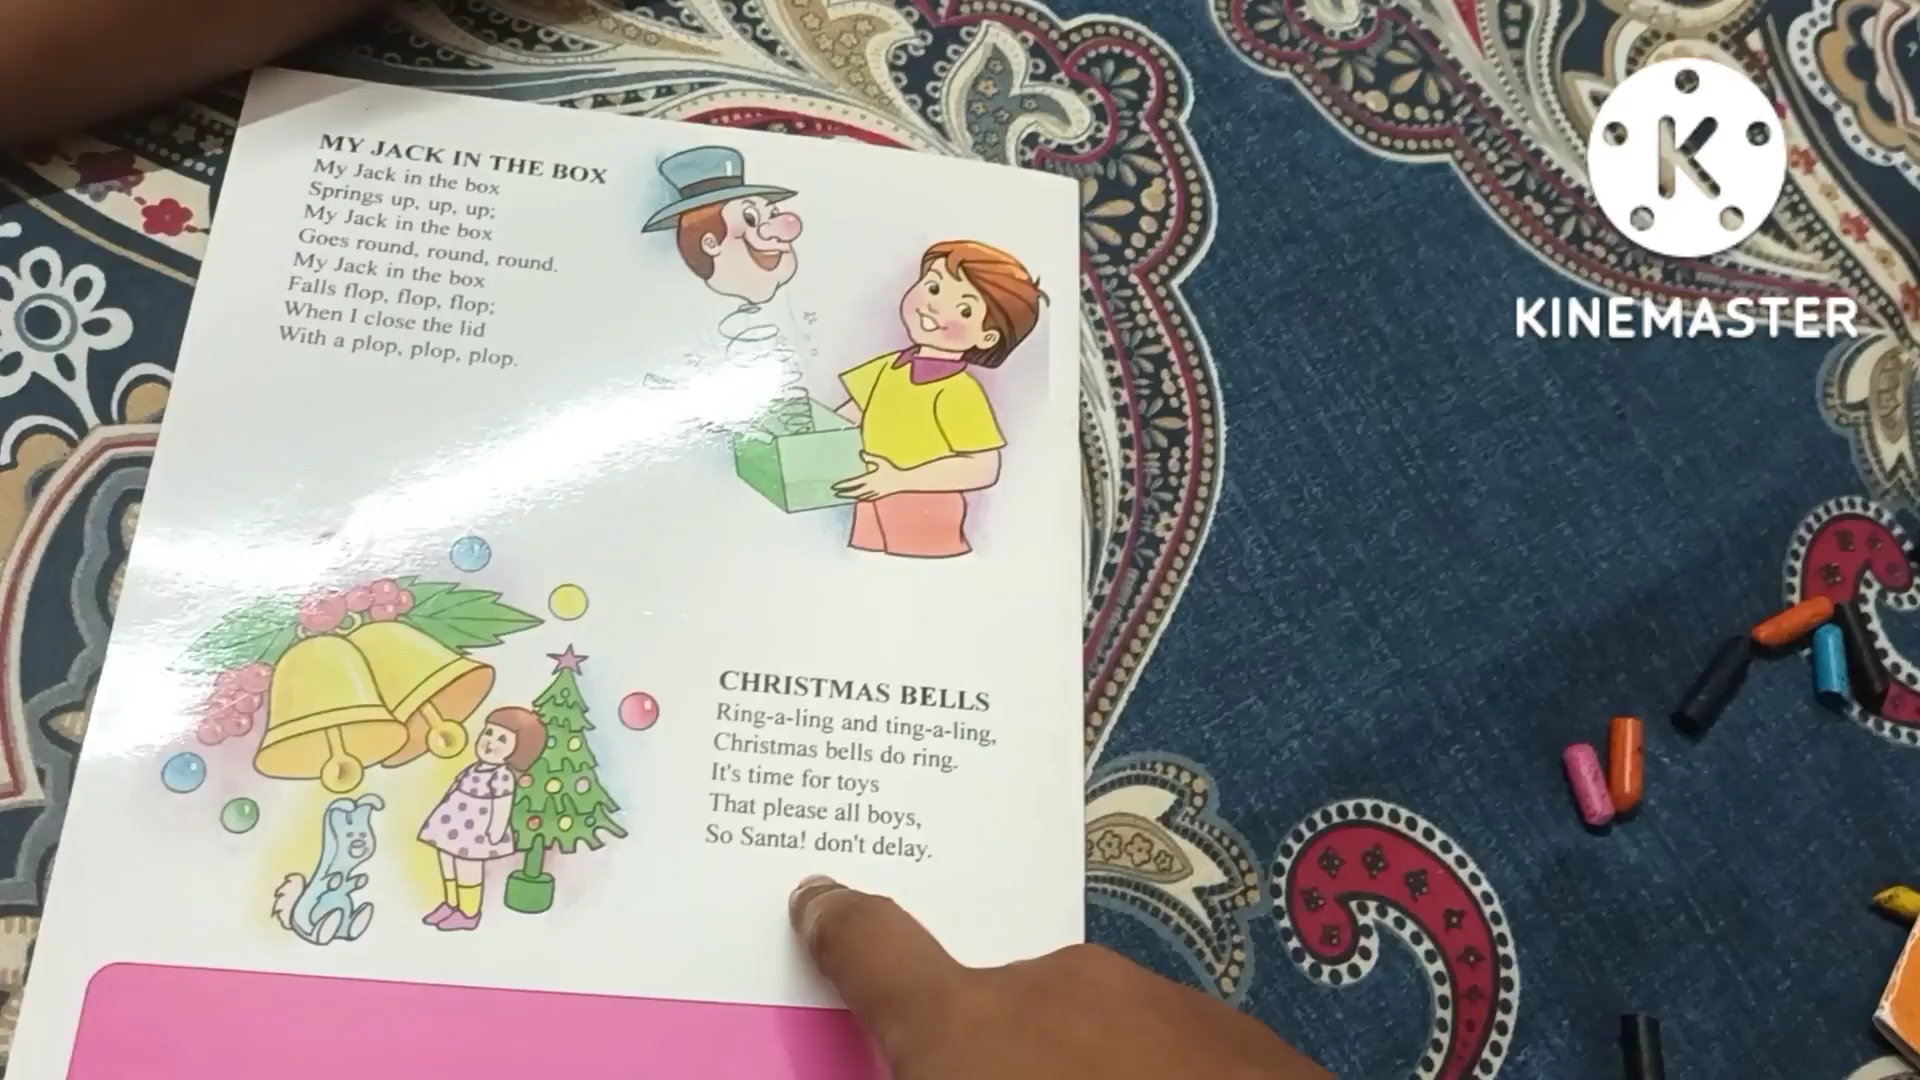 MY JACK IN THE BOX
My Jack in the box
Springs up, up, up;
My Jack in the box
Goes round, round, round.
My Jack in the box
Falls flop, flop, flop;
When I close the lid
With a plop, plop, plop.
CHRISTMAS BELLS
Ring-a-ling and ting-a-ling,
Christmas bells do ring.
It's time for toys
That please all boys,
So Santa! don't delay.
K
KINEMASTER